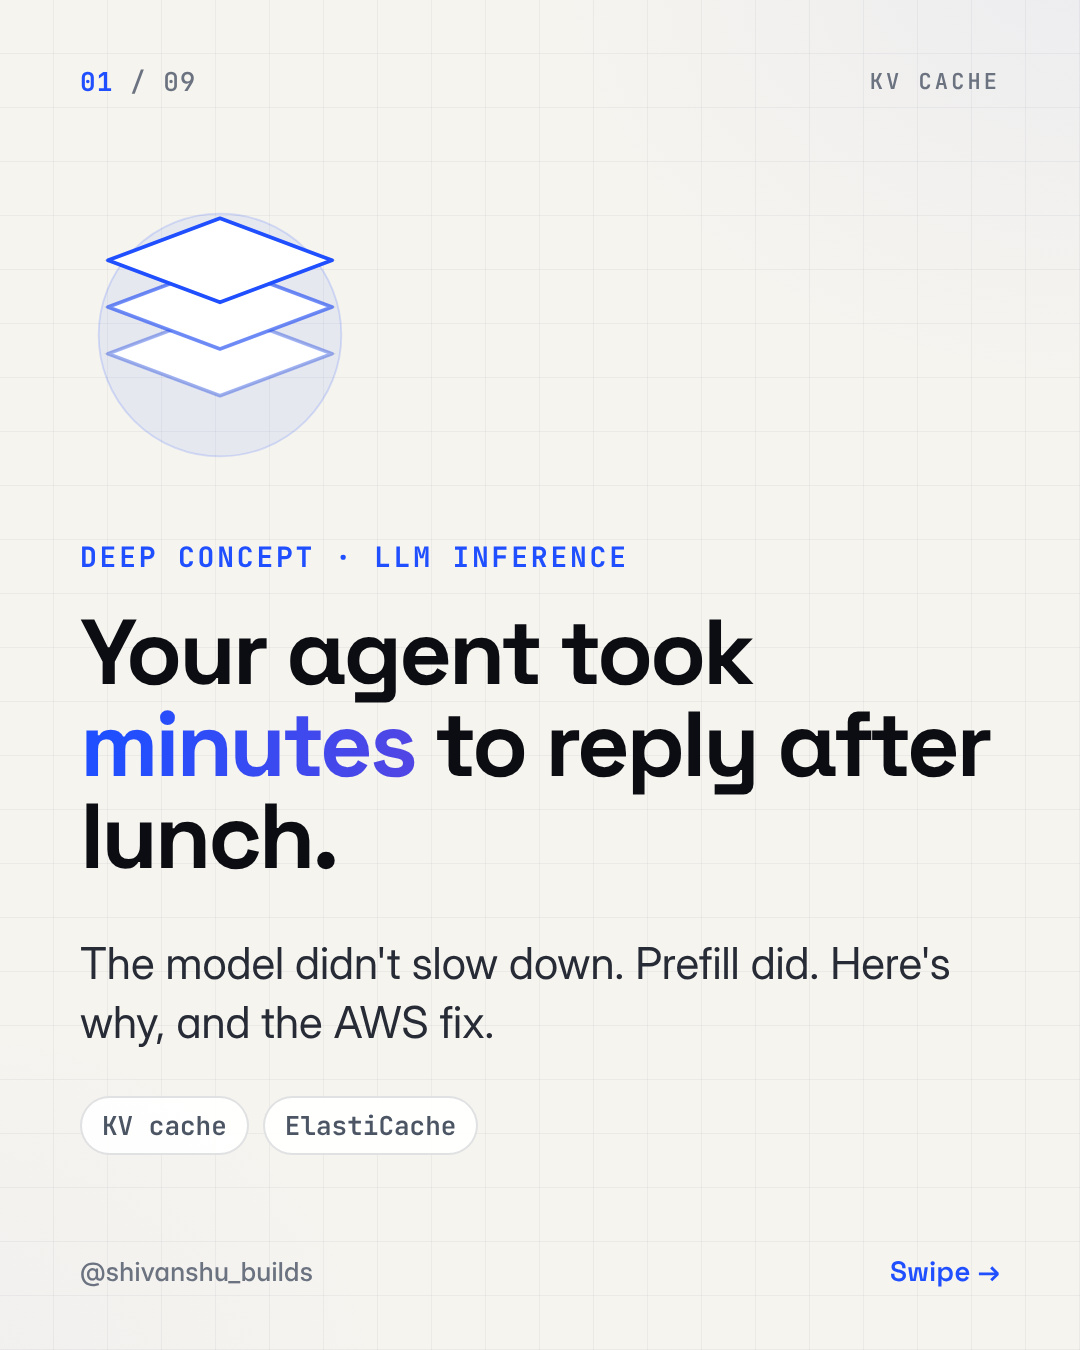 01 / 09
KV CACHE
DEEP CONCEPT · LLM INFERENCE
Your agent took
minutes to reply after
lunch.
The model didn't slow down. Prefill did. Here's
why, and the AWS fix.
KV cache
ElastiCache
@shivanshu_builds
Swipe →